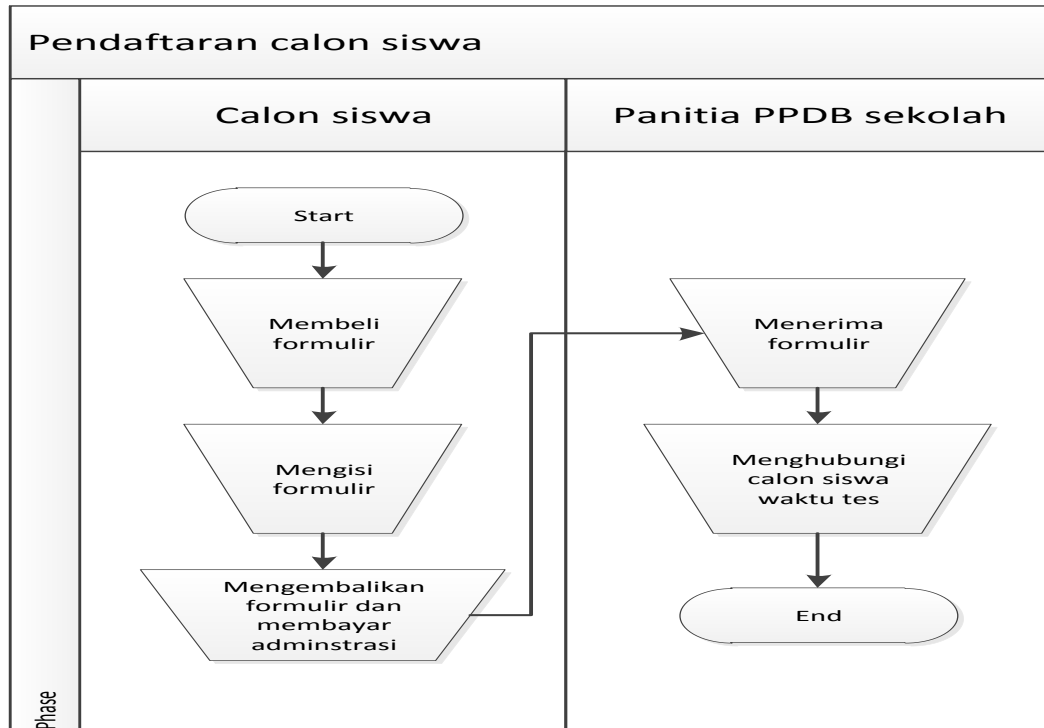 Pendaftaran calon siswa
Calon siswa
Panitia PPDB sekolah
Start
Membeli
formulir
Mengisi
formulir
Mengembalikan
formulir dan
membayar
adminstrasi
Menerima
formulir
Menghubungi
calon siswa
waktu tes
End
Phase